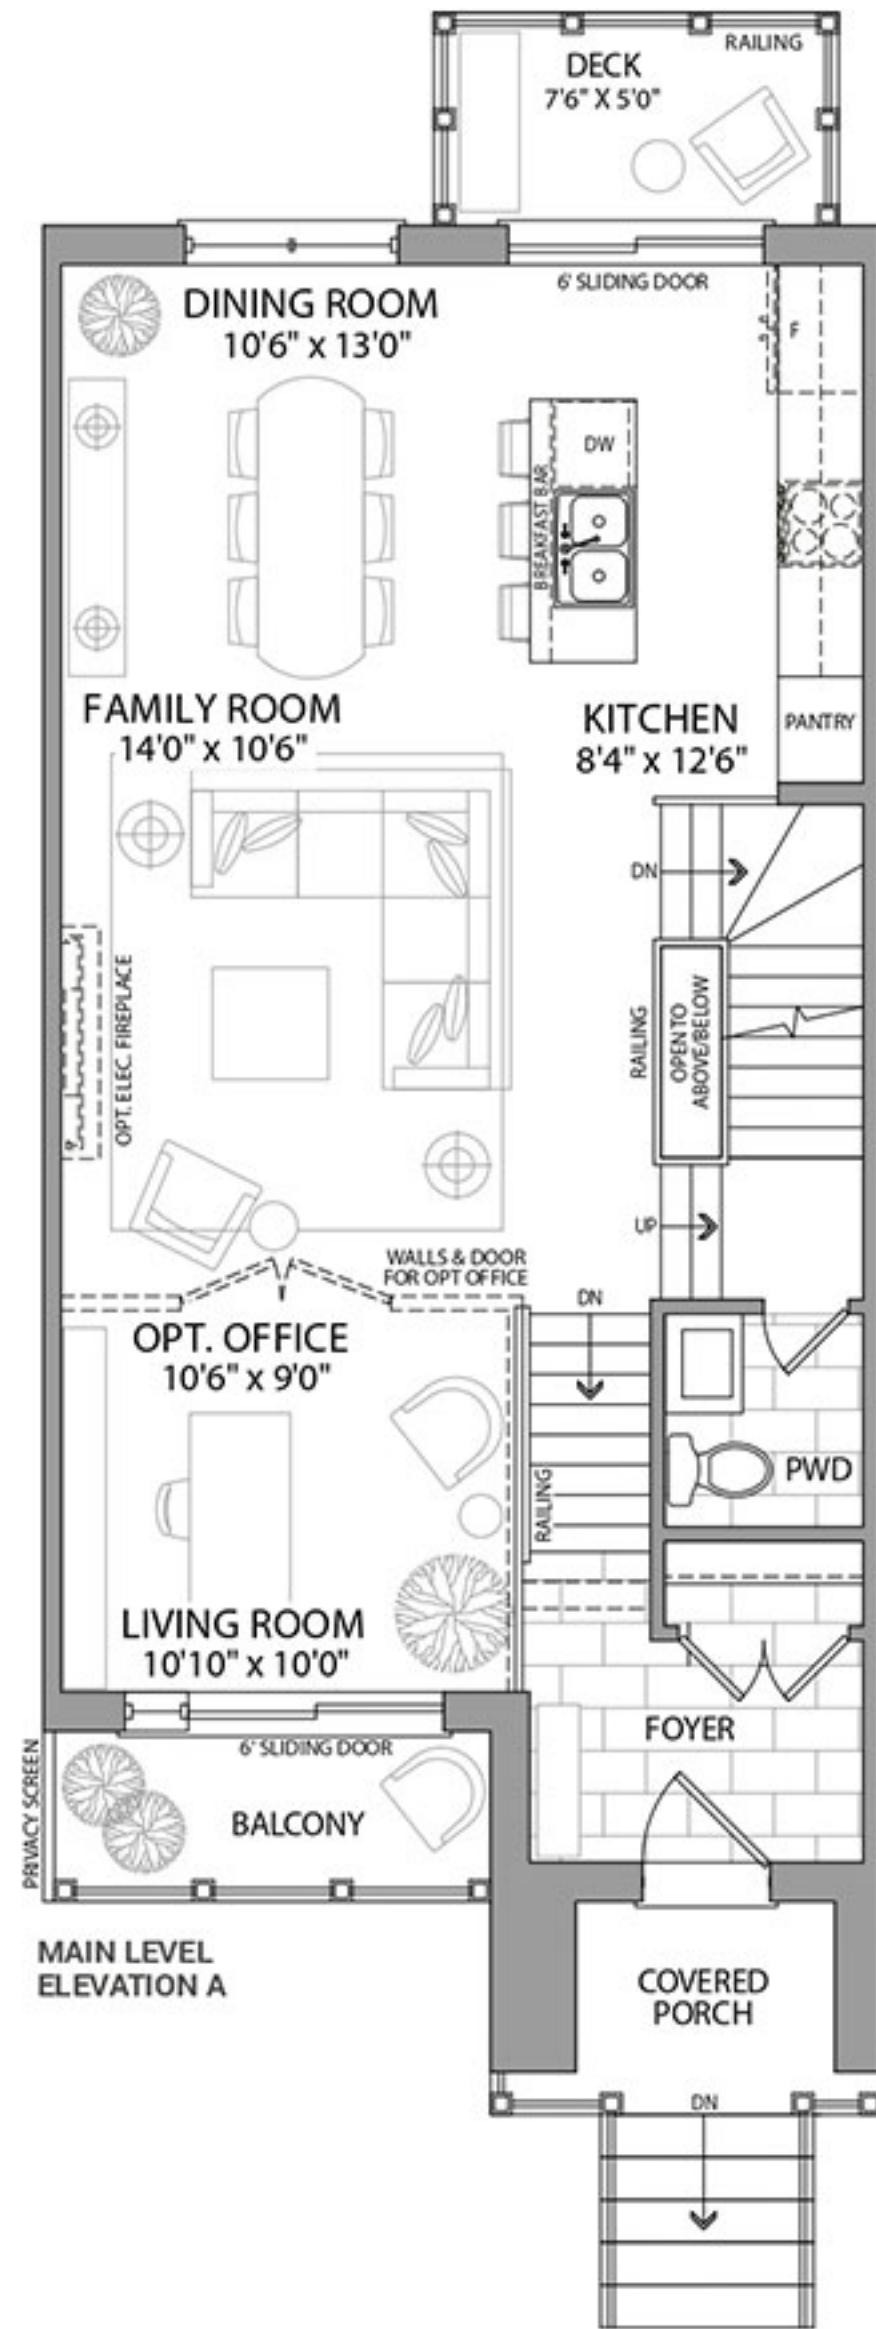 RAILING
DECK
7'6" X 5'0"
6' SLIDING DOOR
DINING ROOM
10'6" x 13'0"
F
DW
BREAKFAST BAR
FAMILY ROOM
14'0" x 10'6"
KITCHEN
8'4" x 12'6"
PANTRY
DN
OPT. ELEC. FIREPLACE
RAILING
OPEN TO
ABOVE/BELOW
UP
WALLS & DOOR
FOR OPT OFFICE
DN
OPT. OFFICE
10'6" x 9'0"
PWD
RAILING
LIVING ROOM
10'10" x 10'0"
FOYER
6' SLIDING DOOR
PRIVACY SCREEN
BALCONY
MAIN LEVEL
ELEVATION A
COVERED
PORCH
DN